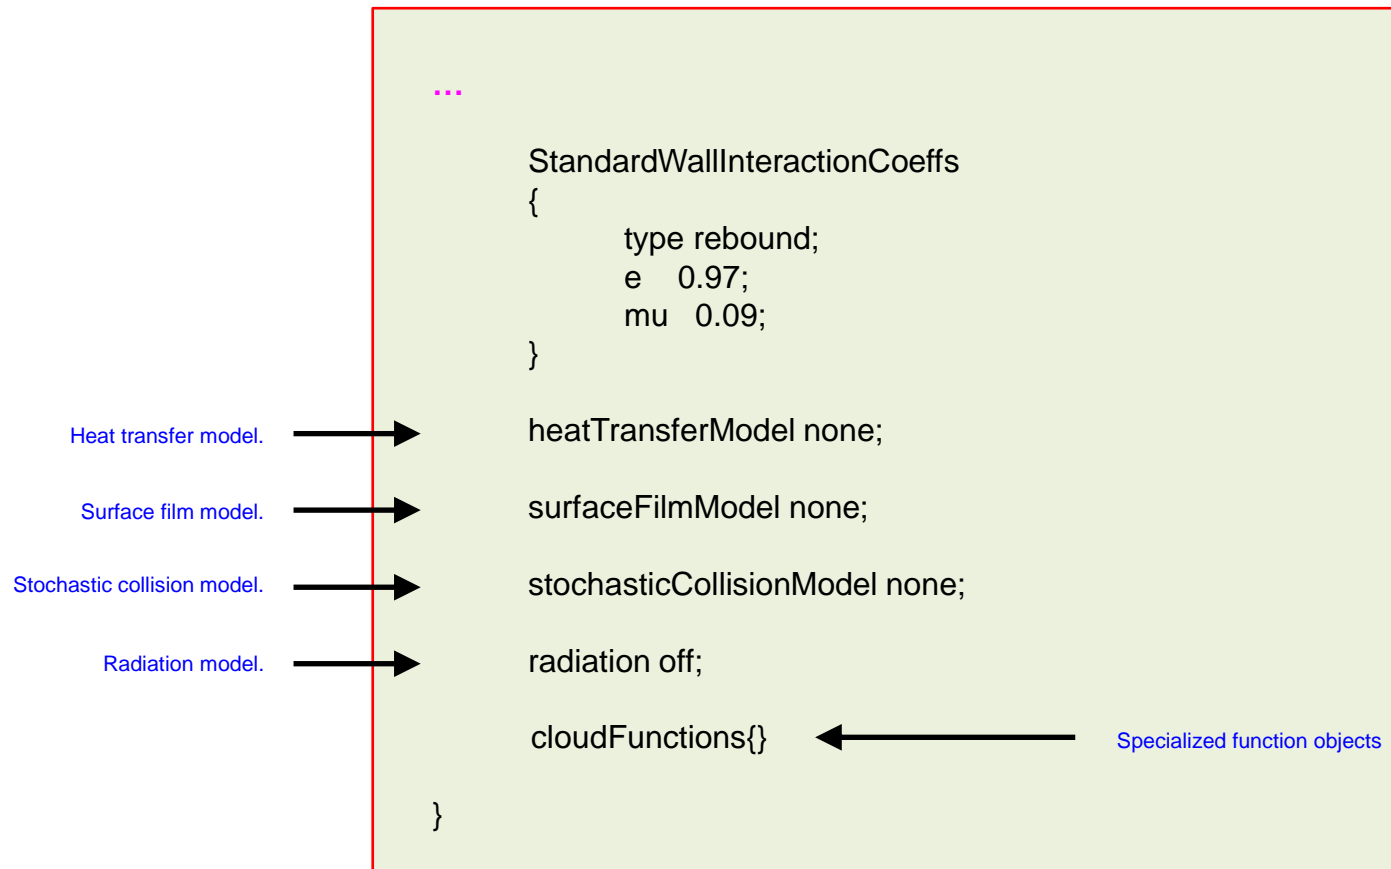 ...
StandardWallInteractionCoeffs
{
type rebound;
e 0.97;
mu 0.09;
}
Heat transfer model. heatTransferModel none;
Surface film model. surfaceFilmModel none;
Stochastic collision model. stochasticCollisionModel none;
Radiation model. radiation off;
cloudFunctions{} Specialized function objects
}